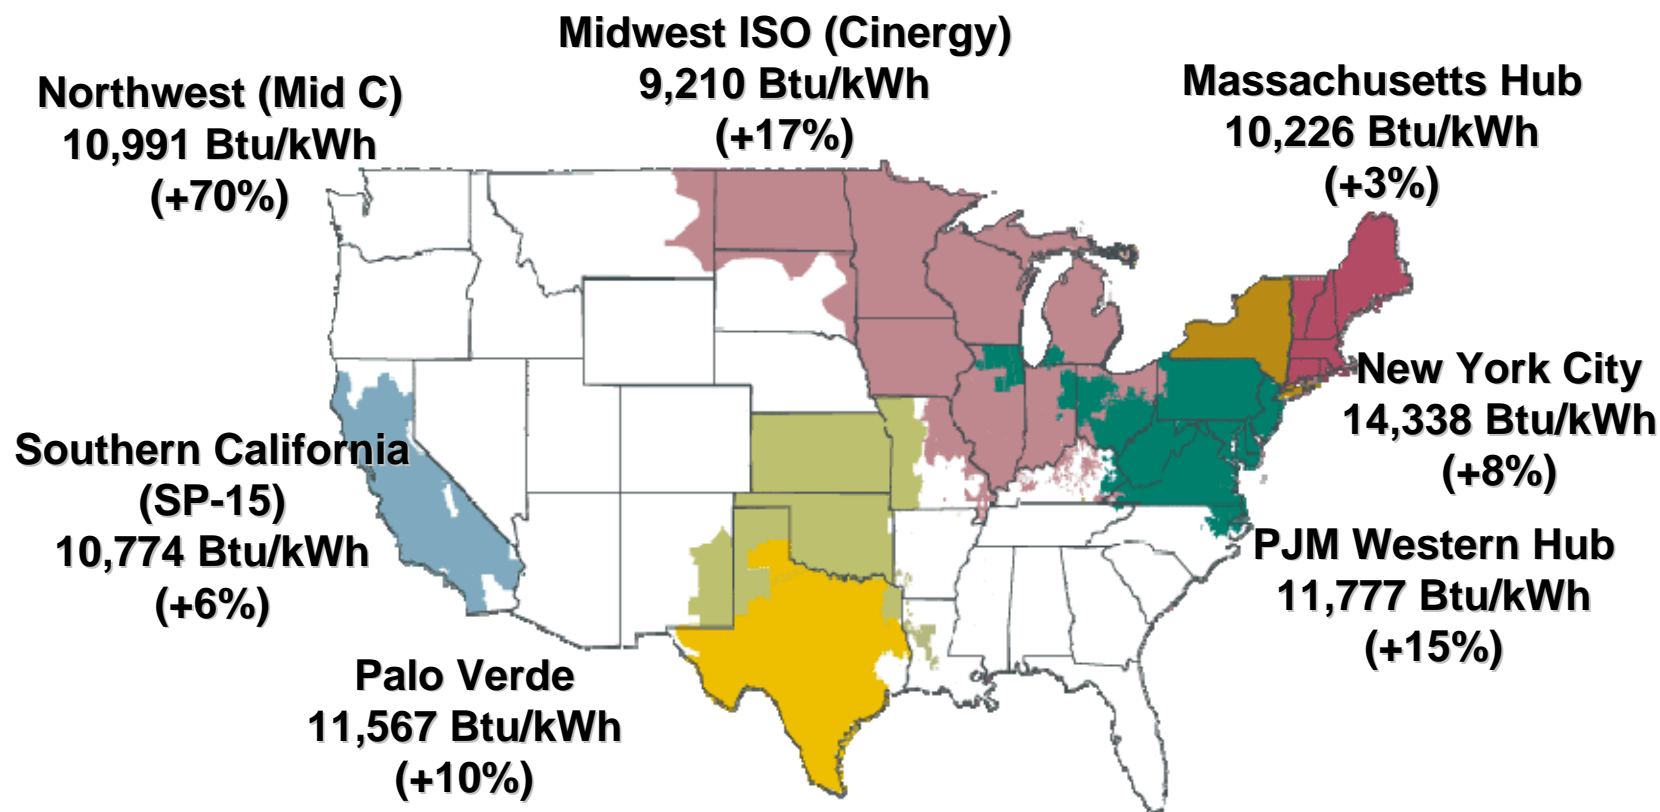 Midwest ISO (Cinergy)
9,210 Btu/kWh
(+17%)
Northwest (Mid C)
10,991 Btu/kWh
(+70%)
Massachusetts Hub
10,226 Btu/kWh
(+3%)
New York City
14,338 Btu/kWh
(+8%)
Southern California
(SP-15)
10,774 Btu/kWh
(+6%)
PJM Western Hub
11,777 Btu/kWh
(+15%)
Palo Verde
11,567 Btu/kWh
(+10%)